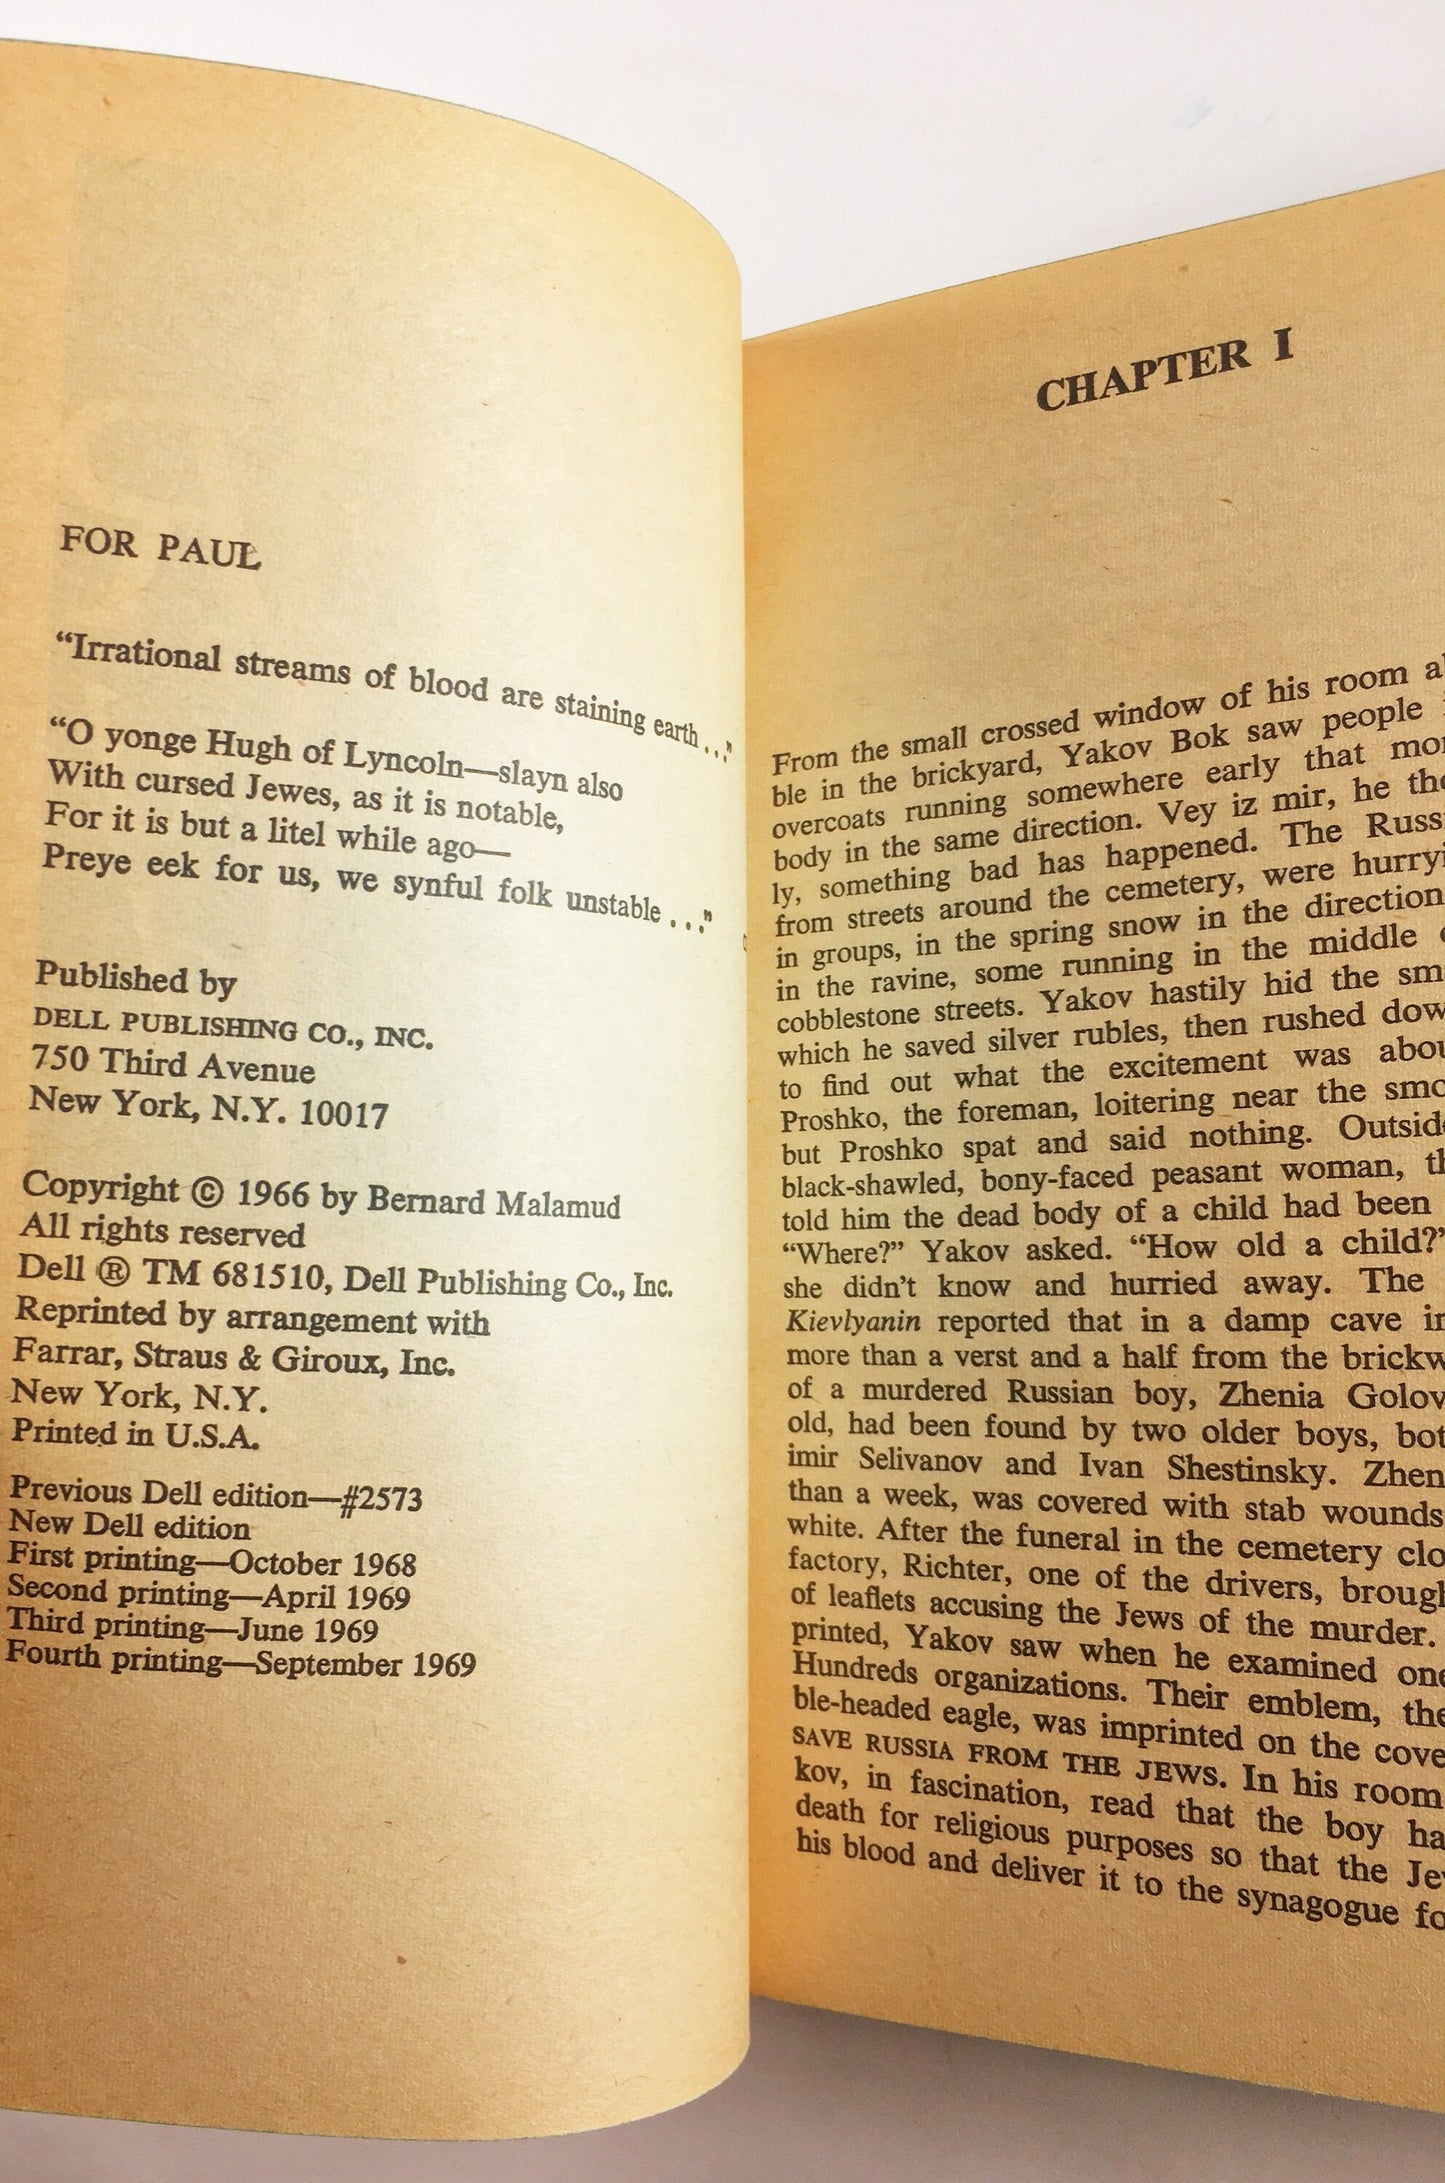 FOR PAUL
“Irrational streams of blood are staining earth . . .”
“O yonge Hugh of Lyncoln—slayn also
With cursed Jewes, as it is notable,
For it is but a litel while ago—
Preye eek for us, we synful folk unstable . . .”
Published by
DELL PUBLISHING CO., INC.
750 Third Avenue
New York, N.Y. 10017
Copyright © 1966 by Bernard Malamud
All rights reserved
Dell ® TM 681510, Dell Publishing Co., Inc.
Reprinted by arrangement with
Farrar, Straus & Giroux, Inc.
New York, N.Y.
Printed in U.S.A.
Previous Dell edition—#2573
New Dell edition
First printing—October 1968
Second printing—April 1969
Third printing—June 1969
Fourth printing—September 1969
CHAPTER I
From the small crossed window of his room
ble in the brickyard, Yakov Bok saw people
overcoats running somewhere early that
body in the same direction. Vey iz mir, he
ly, something bad has happened. The
from streets around the cemetery, were
in groups, in the spring snow in the direction
in the ravine, some running in the middle
cobblestone streets. Yakov hastily hid the
which he saved silver rubles, then rushed
to find out what the excitement was
Proshko, the foreman, loitering near the
but Proshko spat and said nothing.
black-shawled, bony-faced peasant woman,
told him the dead body of a child had been
“Where?” Yakov asked. “How old a child?”
she didn’t know and hurried away. The
Kievlyanin reported that in a damp cave
more than a verst and a half from the
of a murdered Russian boy, Zhenia
old, had been found by two older boys,
imir Selivanov and Ivan Shestinsky.
than a week, was covered with stab wounds
white. After the funeral in the cemetery
factory, Richter, one of the drivers,
of leaflets accusing the Jews of the murder.
printed, Yakov saw when he examined
Hundreds organizations. Their emblem,
ble-headed eagle, was imprinted on the
SAVE RUSSIA FROM THE JEWS. In his room
kov, in fascination, read that the boy
death for religious purposes so that the
his blood and deliver it to the synagogue